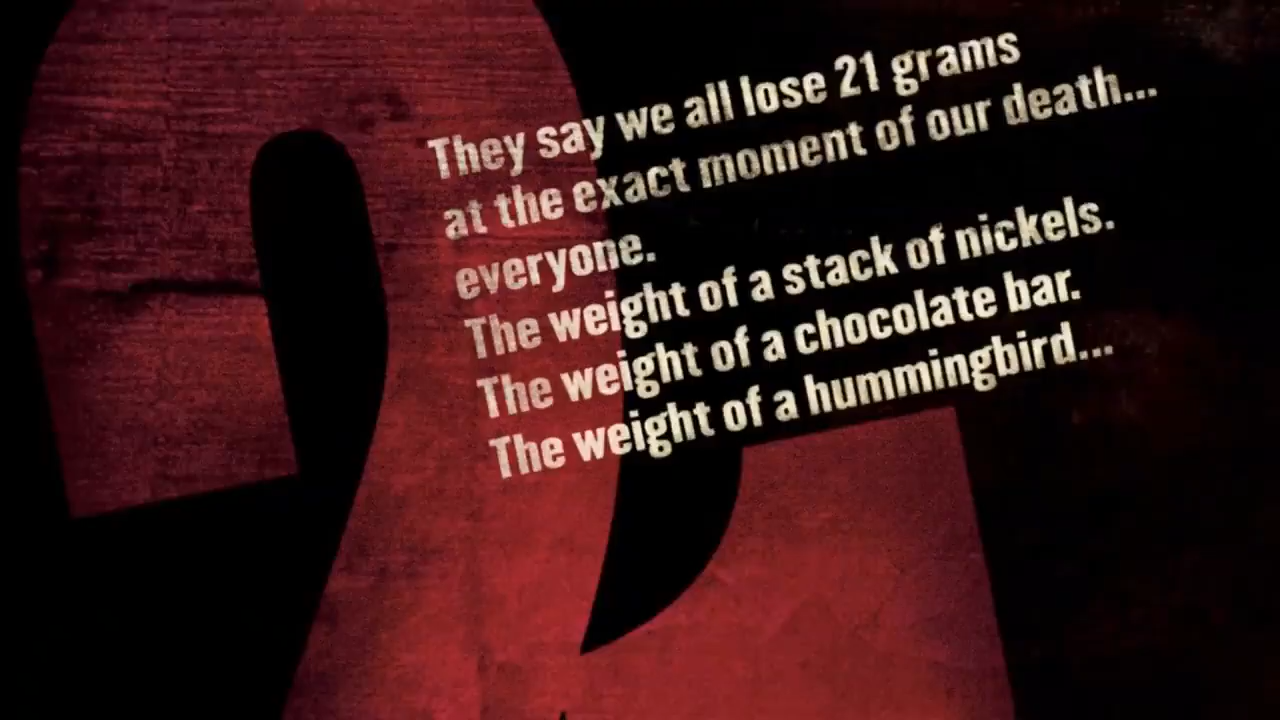 They say we all lose 21 grams
at the exact moment of our death...
everyone.
The weight of a stack of nickels.
The weight of a chocolate bar.
The weight of a hummingbird...